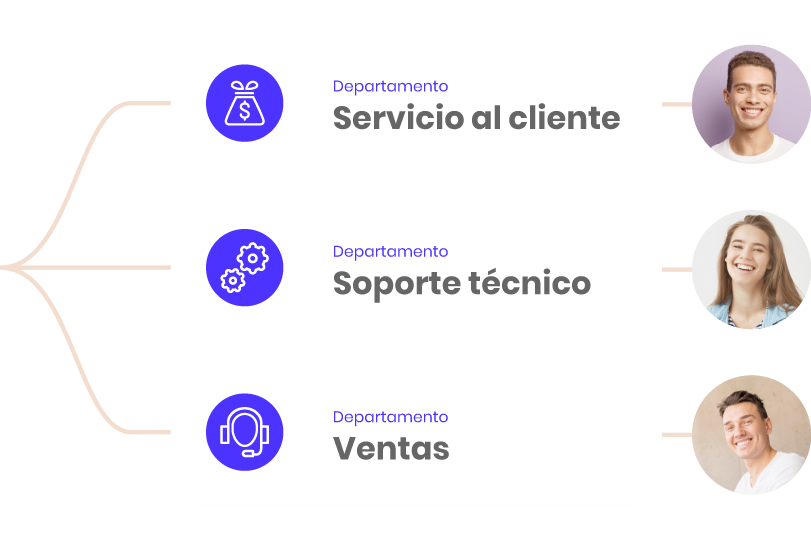 Departamento
Servicio al cliente
Departamento
Soporte técnico
Departamento
Ventas